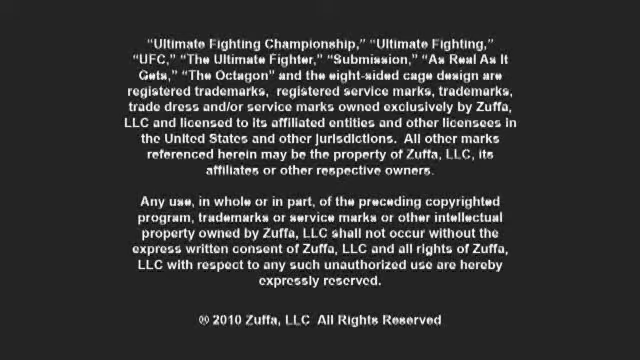 “Ultimate Fighting Championship,” “Ultimate Fighting,”
“UFC,” “The Ultimate Fighter,” “Submission,” “As Real As It
Gets,” “The Octagon” and the eight-sided cage design are
registered trademarks, registered service marks, trademarks,
trade dress and/or service marks owned exclusively by Zuffa,
LLC and licensed to its affiliated entities and other licensees in
the United States and other jurisdictions. All other marks
referenced herein may be the property of Zuffa, LLC, its
affiliates or other respective owners.
Any use, in whole or in part, of the preceding copyrighted
program, trademarks or service marks or other intellectual
property owned by Zuffa, LLC shall not occur without the
express written consent of Zuffa, LLC and all rights of Zuffa,
LLC with respect to any such unauthorized use are hereby
expressly reserved.
® 2010 Zuffa, LLC All Rights Reserved